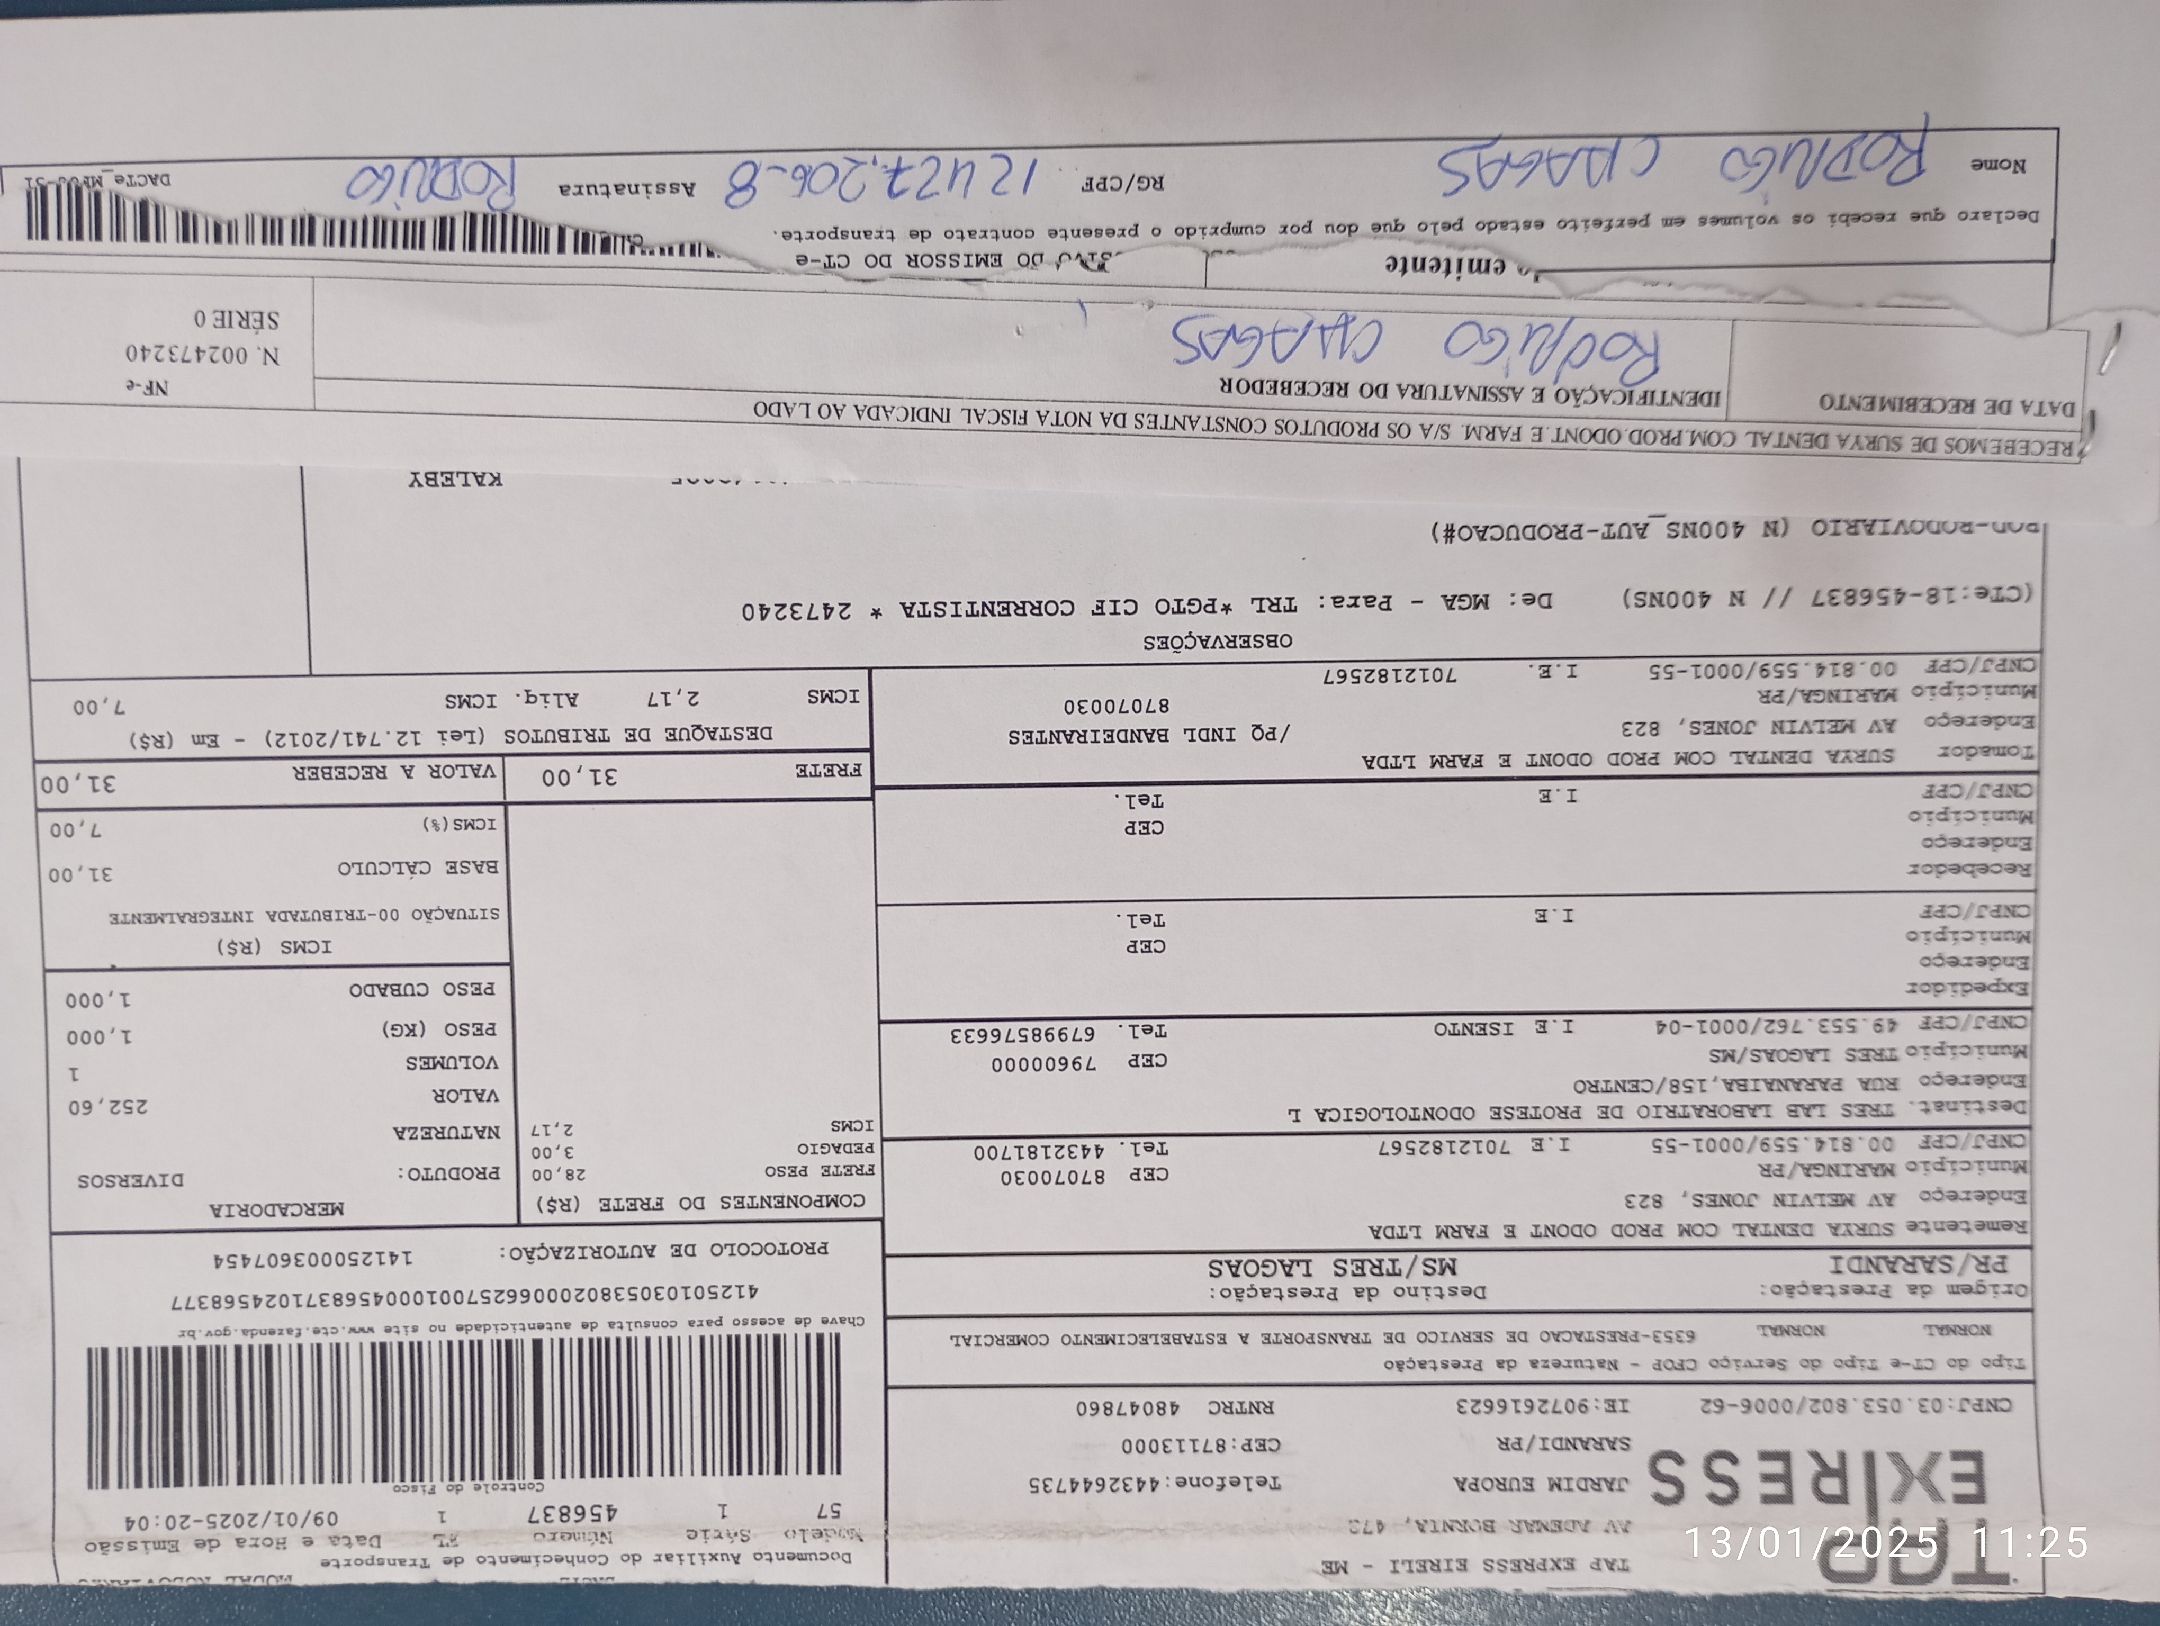 TAP
EXPRESS
TAP EXPRESS EIRELI - ME
AV ADEMAR BORNIA, 473
JARDIM EUROPA Telefone:4432644735
SARANDI/PR CEP:87113000
CNPJ:03.053.802/0006-62 IE:9072616623 RNTRC 48047860
Documento Auxiliar do Conhecimento de Transporte
Modelo Série Número FL Data e Hora de Emissão
57 1 456837 1 09/01/2025-20:04
Controle do Fisco
Chave de acesso para consulta de autenticidade no site www.cte.fazenda.gov.br
PROTOCOLO DE AUTORIZAÇÃO: 141250003607454
Tipo do CT-e Tipo do Serviço CFOP - Natureza da Prestação
NORMAL NORMAL 6353-PRESTACAO DE SERVICO DE TRANSPORTE A ESTABELECIMENTO COMERCIAL
Origem da Prestação: Destino da Prestação:
PR/SARANDI MS/TRES LAGOAS
Remetente SURYA DENTAL COM PROD ODONT E FARM LTDA
Endereço AV MELVIN JONES, 823
Município MARINGA/PR CEP 87070030
CNPJ/CPF 00.814.559/0001-55 I.E 7012182567 Tel. 4432181700
Destinat. TRES LAB LABORATRIO DE PROTESE ODONTOLOGICA L
Endereço RUA PARANAIBA,158/CENTRO
Município TRES LAGOAS/MS CEP 79600000
CNPJ/CPF 49.553.762/0001-04 I.E ISENTO Tel. 67998576633
Expedidor
Endereço
Município CEP
CNPJ/CPF I.E Tel.
Recebedor
Endereço
Município CEP
CNPJ/CPF I.E Tel.
Tomador SURYA DENTAL COM PROD ODONT E FARM LTDA
Endereço AV MELVIN JONES, 823 /PQ INDL BANDEIRANTES
Município MARINGA/PR 87070030
CNPJ/CPF 00.814.559/0001-55 I.E. 7012182567
COMPONENTES DO FRETE (R$)
FRETE PESO 28,00
PEDAGIO 3,00
ICMS 2,17
MERCADORIA
PRODUTO: DIVERSOS
NATUREZA
VALOR 252,60
VOLUMES 1
PESO (KG) 1,000
PESO CUBADO 1,000
ICMS (R$)
SITUAÇÃO 00-TRIBUTADA INTEGRALMENTE
BASE CÁLCULO 31,00
ICMS(%) 7,00
FRETE 31,00 VALOR A RECEBER 31,00
DESTAQUE DE TRIBUTOS (Lei 12.741/2012) - Em (R$)
ICMS 2,17 Aliq. ICMS 7,00
OBSERVAÇÕES
(CTe:18-456837 // N 400NS) De: MGA - Para: TRL *PGTO CIF CORRENTISTA * 2473240
ROD-RODOVIARIO (N 400NS_AUT-PRODUCAO#)
KALEBY
RECEBEMOS DE SURYA DENTAL COM.PROD.ODONT.E FARM. S/A OS PRODUTOS CONSTANTES DA NOTA FISCAL INDICADA AO LADO
DATA DE RECEBIMENTO IDENTIFICAÇÃO E ASSINATURA DO RECEBEDOR
RODRIGO CHAGAS
NF-e
N. 002473240
SÉRIE 0
emitente
DO EMISSOR DO CT-e
Declaro que recebi os volumes em perfeito estado pelo que dou por cumprido o presente contrato de transporte.
Nome RODRIGO CHAGAS RG/CPF 12427.206-8 Assinatura RODRIGO
13/01/2025 11:25